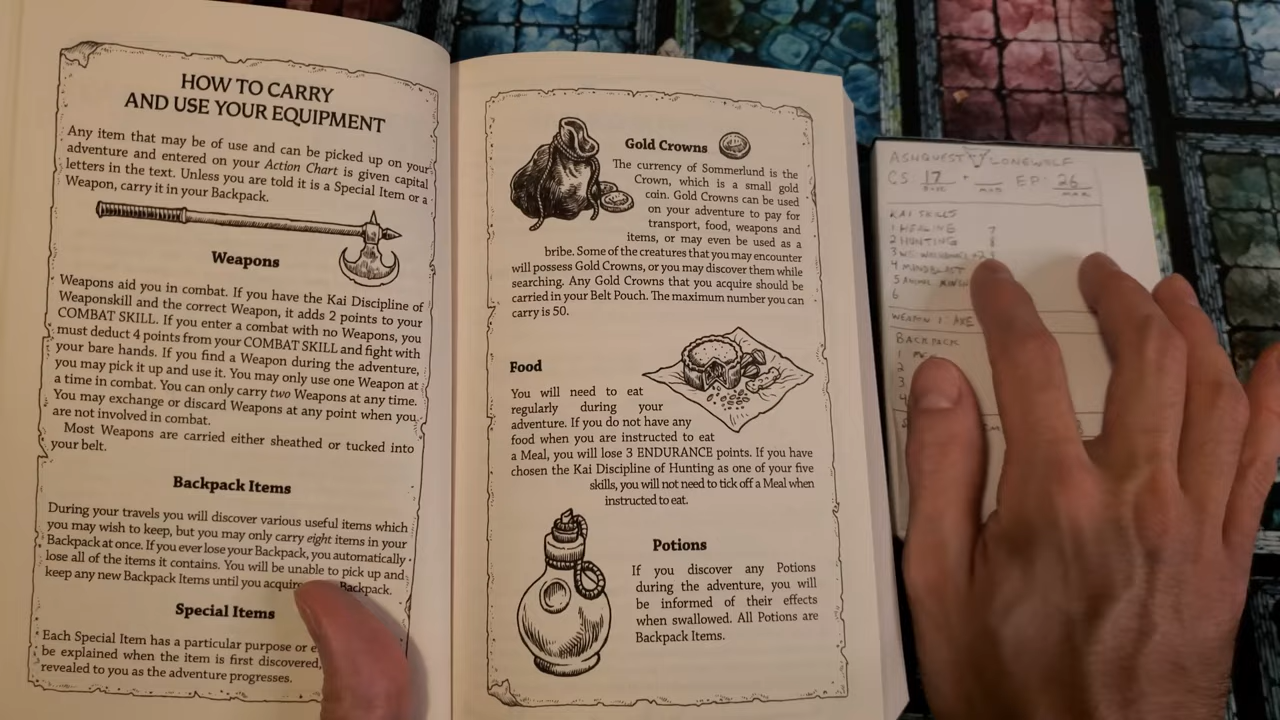 HOW TO CARRY
AND USE YOUR EQUIPMENT
Any item that may be of use and can be picked up on your
adventure and entered on your Action Chart is given capital
letters in the text. Unless you are told it is a Special Item or a
Weapon, carry it in your Backpack.
Weapons
Weapons aid you in combat. If you have the Kai Discipline of
Weaponskill and the correct Weapon, it adds 2 points to your
COMBAT SKILL. If you enter a combat with no Weapons, you
must deduct 4 points from your COMBAT SKILL and fight with
your bare hands. If you find a Weapon during the adventure,
you may pick it up and use it. You may only use one Weapon at
a time in combat. You can only carry two Weapons at any time.
You may exchange or discard Weapons at any point when you
are not involved in combat.
Most Weapons are carried either sheathed or tucked into
your belt.
Backpack Items
During your travels you will discover various useful items which
you may wish to keep, but you may only carry eight items in your
Backpack at once. If you ever lose your Backpack, you automatically
lose all of the items it contains. You will be unable to pick up and
keep any new Backpack Items until you acquire Backpack.
Special Items
Each Special Item has a particular purpose or
be explained when the item is first discovered,
revealed to you as the adventure progresses.
Gold Crowns
The currency of Sommerlund is the
Crown, which is a small gold
coin. Gold Crowns can be used
on your adventure to pay for
transport, food, weapons and
items, or may even be used as a
bribe. Some of the creatures that you may encounter
will possess Gold Crowns, or you may discover them while
searching. Any Gold Crowns that you acquire should be
carried in your Belt Pouch. The maximum number you can
carry is 50.
Food
You will need to eat
regularly during your
adventure. If you do not have any
food when you are instructed to eat
a Meal, you will lose 3 ENDURANCE points. If you have
chosen the Kai Discipline of Hunting as one of your five
skills, you will not need to tick off a Meal when
instructed to eat.
Potions
If you discover any Potions
during the adventure, you will
be informed of their effects
when swallowed. All Potions are
Backpack Items.
ASHQUEST LONEWOLF
CS 17 + EP: 26
KAI SKILLS
1 HEALING 7
2 HUNTING 8
3
4 MINDBLAST
5 ANIMAL
6
WEAPON 1: AXE
BACKPACK
1
2
3
4